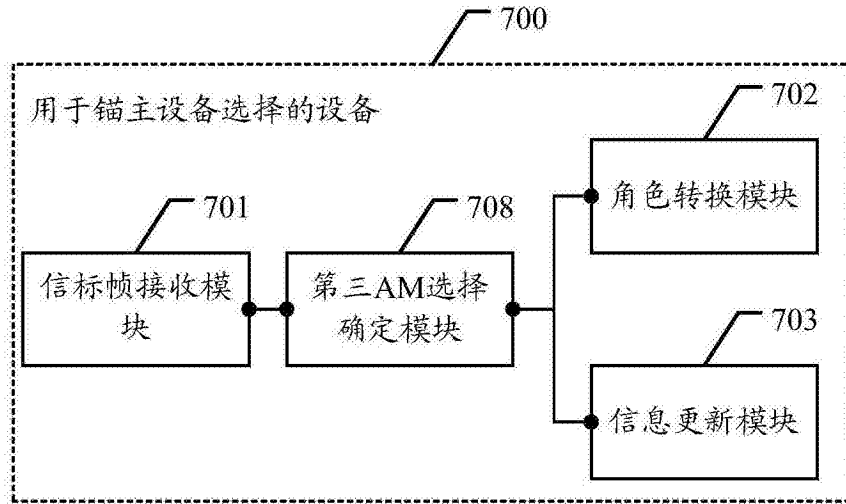 700
用于锚主设备选择的设备
702
角色转换模块
701
信标帧接收模
块
708
第三AM选择
确定模块
703
信息更新模块